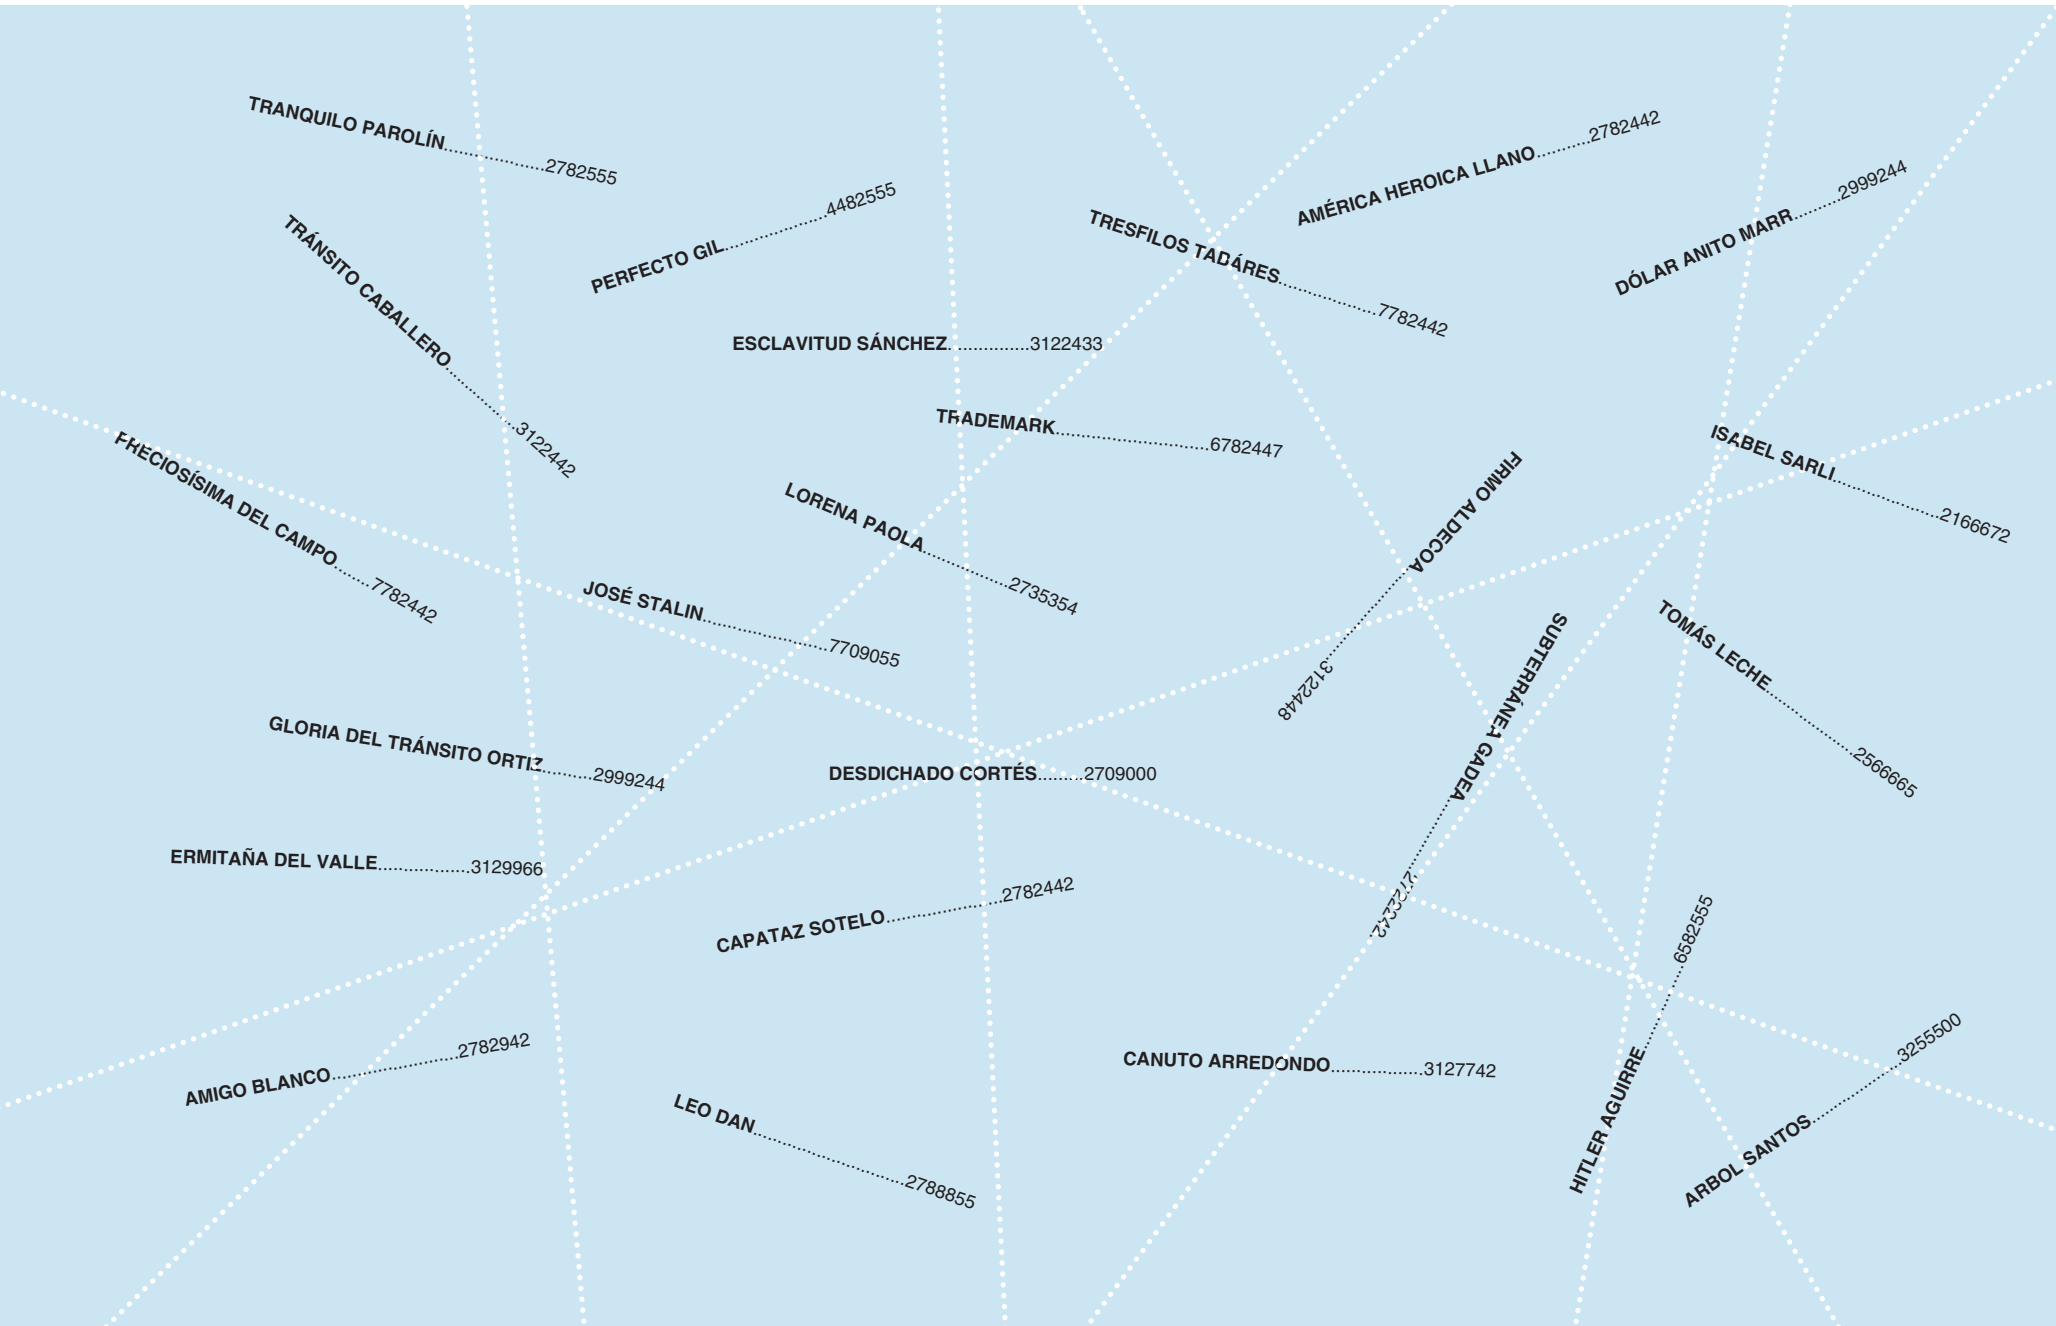 TRANQUILO PAROLÍN....................2782555
AMÉRICA HEROICA LLANO...........2782442
PERFECTO GIL.....................4482555
DÓLAR ANITO MARR..........2999244
TRÁNSITO CABALLERO................3122442
TRESFILOS TADÁRES....................7782442
ESCLAVITUD SÁNCHEZ. ..............3122433
TRADEMARK..............................6782447
PRECIOSÍSIMA DEL CAMPO.......7782442
ISABEL SARLI.....................2166672
FIRMO ALDECOA......................3122448
LORENA PAOLA.................2735354
JOSÉ STALIN.........................7709055
TOMÁS LECHE....................2566665
SUBTERRÁNEA GADEA................2722242
GLORIA DEL TRÁNSITO ORTIZ..........2999244
DESDICHADO CORTÉS.........2709000
ERMITAÑA DEL VALLE..................3129966
CAPATAZ SOTELO.......................2782442
HITLER AGUIRRE.................6582555
AMIGO BLANCO.........................2782942
CANUTO ARREDONDO..................3127742
ARBOL SANTOS....................3255500
LEO DAN...............................2788855